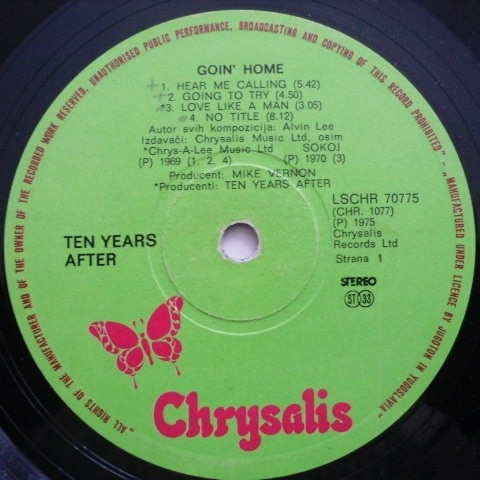 "ALL RIGHTS OF THE MANUFACTURER AND OF THE OWNER OF THE RECORDED WORK RESERVED. UNAUTHORISED PUBLIC PERFORMANCE, BROADCASTING AND COPYING OF THIS RECORD PROHIBITED" - "MANUFACTURED UNDER LICENCE BY JUGOTON IN YUGOSLAVIA"
GOIN' HOME
1. HEAR ME CALLING (5.42)
2. GOING TO TRY (4.50)
*3. LOVE LIKE A MAN (3.05)
4. NO TITLE (8.12)
Autor svih kompozicija: Alvin Lee
Izdavači: Chrysalis Music Ltd, osim
*Chrys-A-Lee Music Ltd SOKOJ
(P) 1969 (1, 2, 4) (P) 1970 (3)
Producent: MIKE VERNON
*Producenti: TEN YEARS AFTER
TEN YEARS
AFTER
LSCHR 70775
(CHR. 1077)
(P) 1975
Chrysalis
Records Ltd
Strana 1
STEREO
ST 33
Chrysalis